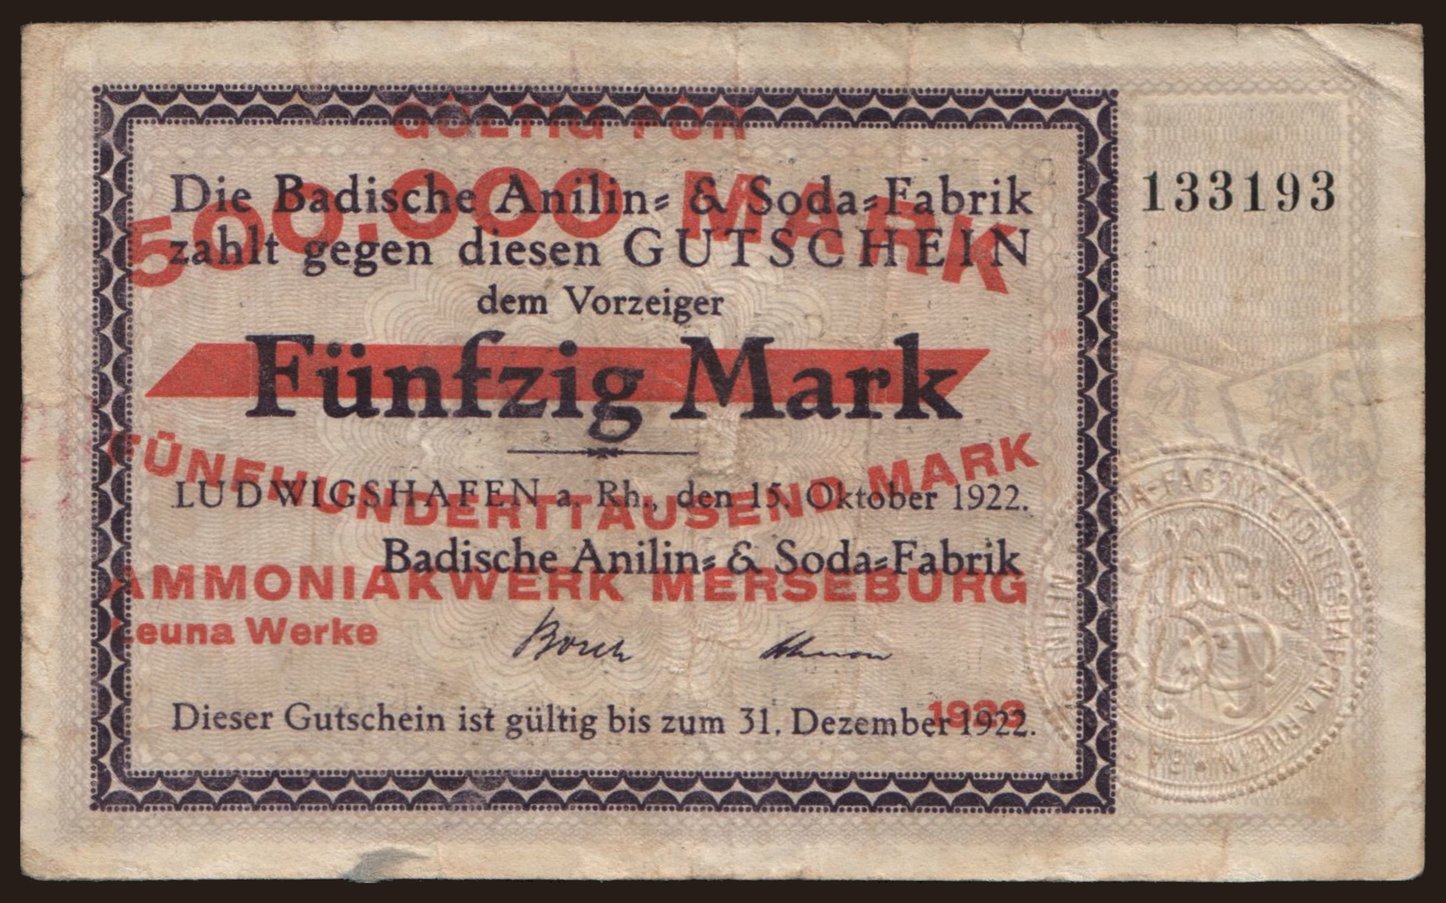 GÜLTIG FÜR
500.000 MARK
Die Badische Anilin= & Soda=Fabrik
zahlt gegen diesen GUTSCHEIN
dem Vorzeiger
Fünfzig Mark
FÜNFHUNDERTTAUSEND MARK
LUDWIGSHAFEN a. Rh., den 15. Oktober 1922.
Badische Anilin= & Soda=Fabrik
AMMONIAKWERK MERSEBURG
Leuna Werke
Bosch
Dieser Gutschein ist gültig bis zum 31. Dezember 1922.
133193